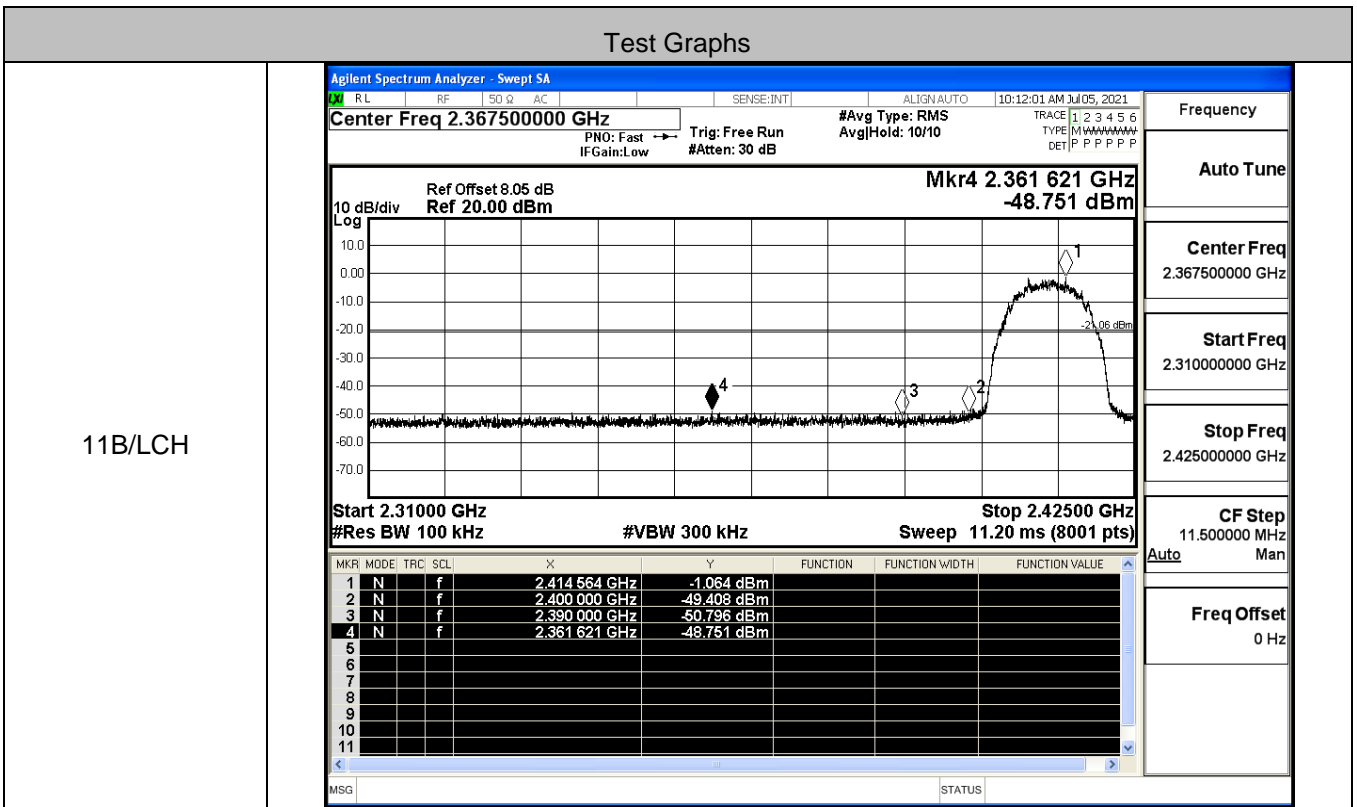 Test Graphs
11B/LCH
Agilent Spectrum Analyzer - Swept SA
LXI RL RF 50 Ω AC SENSE:INT ALIGN AUTO 10:12:01 AM Jul 05, 2021
Center Freq 2.367500000 GHz
PNO: Fast
IFGain:Low
Trig: Free Run
#Atten: 30 dB
#Avg Type: RMS
Avg|Hold: 10/10
TRACE 1 2 3 4 5 6
TYPE M W W W W W
DET P P P P P P
Mkr4 2.361 621 GHz
-48.751 dBm
Ref Offset 8.05 dB
10 dB/div Ref 20.00 dBm
Log
10.0
0.00
-10.0
-20.0
-30.0
-40.0
-50.0
-60.0
-70.0
1
-21.06 dBm
4
3
2
Start 2.31000 GHz Stop 2.42500 GHz
#Res BW 100 kHz #VBW 300 kHz Sweep 11.20 ms (8001 pts)
MKR MODE TRC SCL X Y FUNCTION FUNCTION WIDTH FUNCTION VALUE
1 N f 2.414 564 GHz -1.064 dBm
2 N f 2.400 000 GHz -49.408 dBm
3 N f 2.390 000 GHz -50.796 dBm
4 N f 2.361 621 GHz -48.751 dBm
5
6
7
8
9
10
11
MSG STATUS
Frequency
Auto Tune
Center Freq
2.367500000 GHz
Start Freq
2.310000000 GHz
Stop Freq
2.425000000 GHz
CF Step
11.500000 MHz
Auto Man
Freq Offset
0 Hz